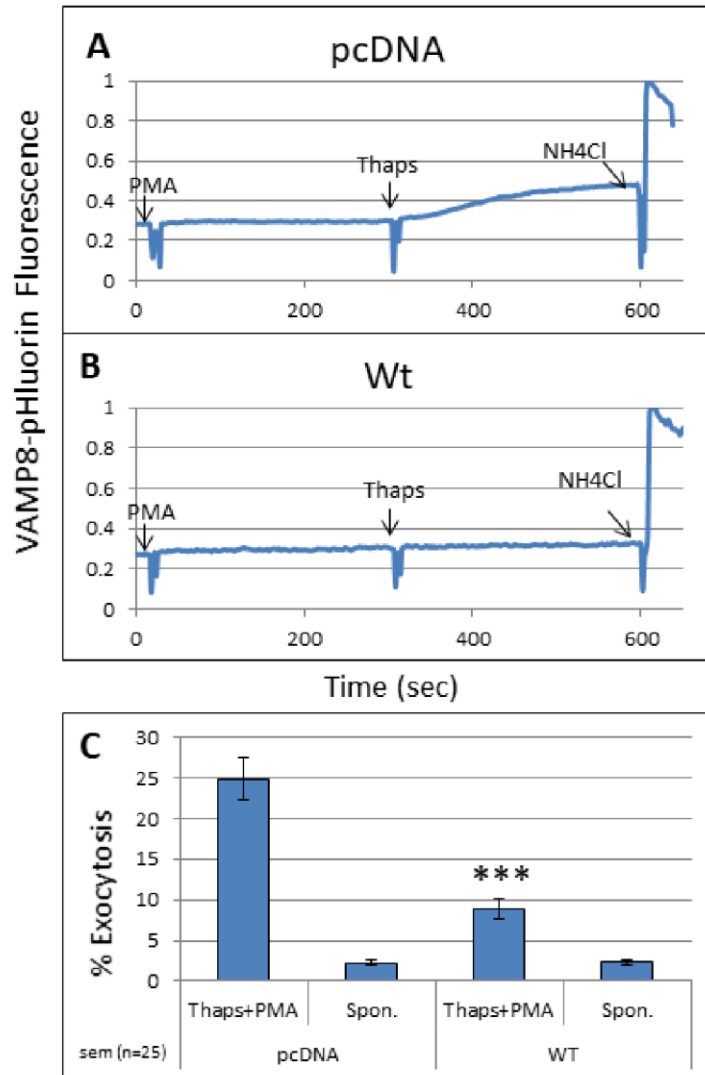 A
pcDNA
VAMP8-pHluorin Fluorescence
1
0.8
0.6
0.4
0.2
0
PMA
Thaps
NH4Cl
0 200 400 600
B
Wt
1
0.8
0.6
0.4
0.2
0
PMA
Thaps
NH4Cl
0 200 400 600
Time (sec)
C
% Exocytosis
30
25
20
15
10
5
0
***
Thaps+PMA Spon. Thaps+PMA Spon.
sem (n=25) pcDNA WT